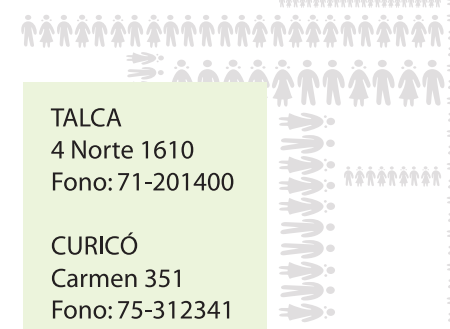 TALCA
4 Norte 1610
Fono: 71-201400
CURICÓ
Carmen 351
Fono: 75-312341